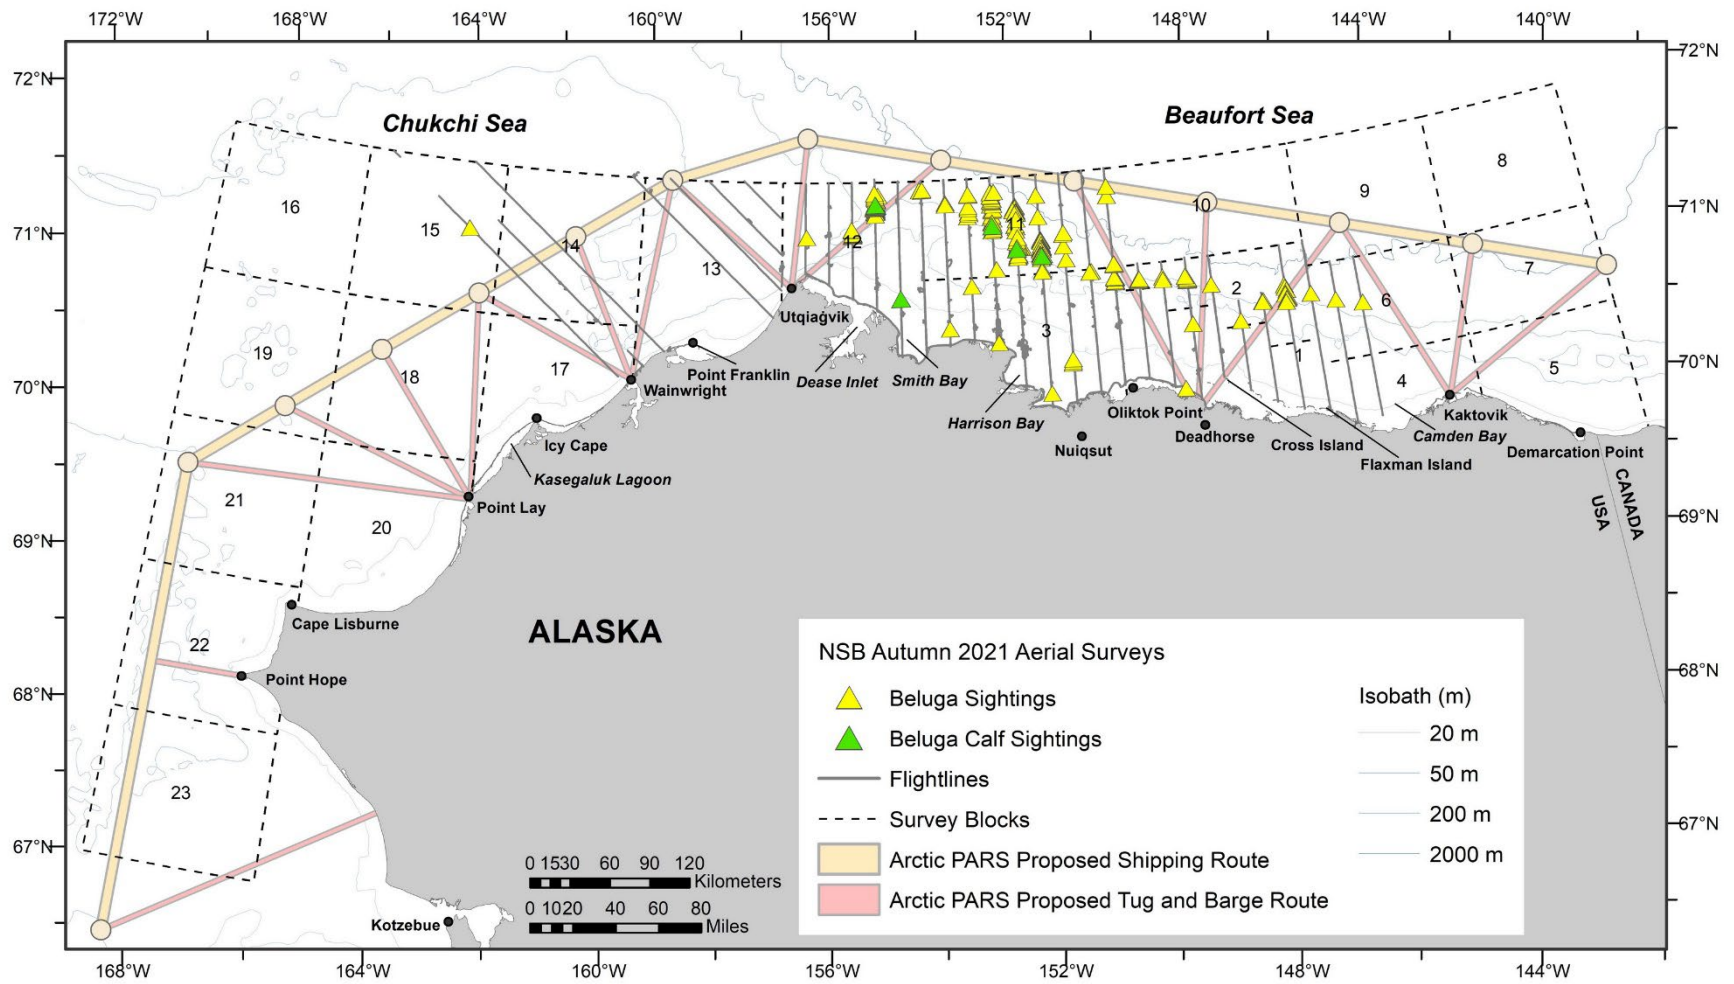 172°W 168°W 164°W 160°W 156°W 152°W 148°W 144°W 140°W
72°N 72°N
Chukchi Sea Beaufort Sea
8
9
16 15 10 71°N
71°N 14 11
13 12 7
2 6
Utqiaġvik 3
19 17 Point Franklin 1 70°N
70°N 18 Wainwright Dease Inlet Smith Bay 4 5
Harrison Bay Oliktok Point Kaktovik
Icy Cape Deadhorse Cross Island Camden Bay
Nuiqsut Flaxman Island Demarcation Point
Kasegaluk Lagoon
21 Point Lay CANADA
20 USA 69°N
69°N
Cape Lisburne ALASKA
22
Point Hope 68°N
68°N
23
67°N 67°N
Kotzebue
NSB Autumn 2021 Aerial Surveys
Beluga Sightings
Beluga Calf Sightings
Flightlines
Survey Blocks
Arctic PARS Proposed Shipping Route
Arctic PARS Proposed Tug and Barge Route
Isobath (m)
20 m
50 m
200 m
2000 m
0 1530 60 90 120
Kilometers
0 1020 40 60 80
Miles
168°W 164°W 160°W 156°W 152°W 148°W 144°W